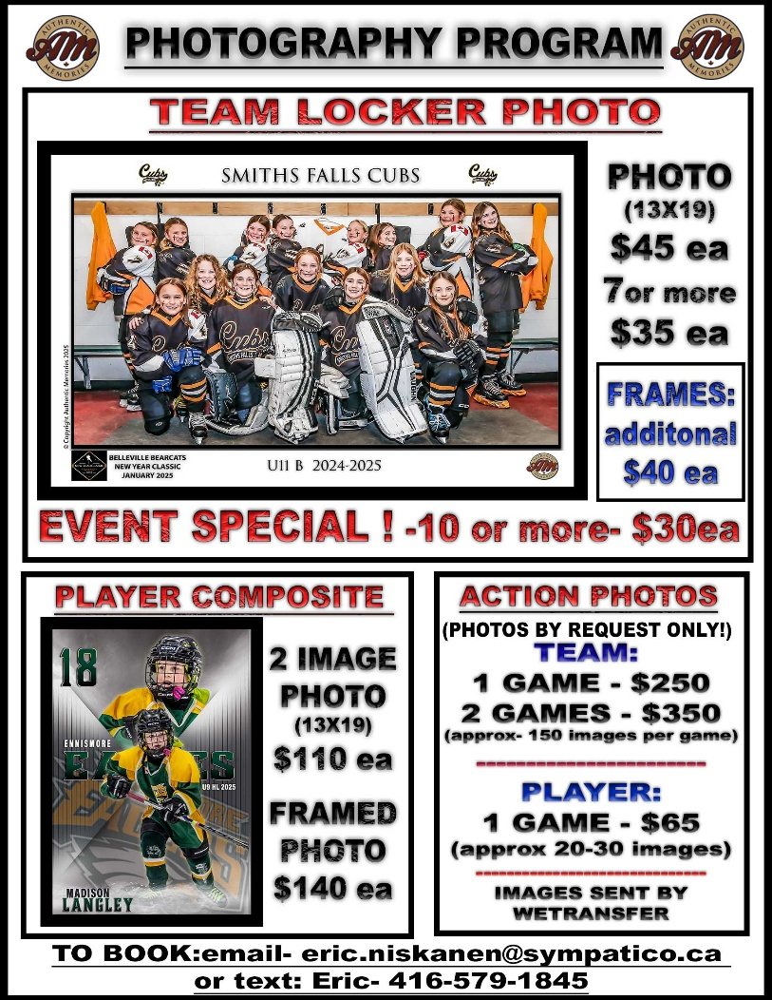 AUTHENTIC AM MEMORIES
PHOTOGRAPHY PROGRAM
AUTHENTIC AM MEMORIES
TEAM LOCKER PHOTO
Cubs
SMITHS FALLS CUBS
Cubs
Cubs
© Copyright Authentic Memories 2025
BELLEVILLE BEARCATS
NEW YEAR CLASSIC
JANUARY 2025
U11 B 2024-2025
AM
PHOTO
(13X19)
$45 ea
7or more
$35 ea
FRAMES:
additonal
$40 ea
EVENT SPECIAL ! -10 or more- $30ea
PLAYER COMPOSITE
18
ENNISMORE
EAGLES
U9 HL 2025
MADISON
LANGLEY
2 IMAGE
PHOTO
(13X19)
$110 ea
FRAMED
PHOTO
$140 ea
ACTION PHOTOS
(PHOTOS BY REQUEST ONLY!)
TEAM:
1 GAME - $250
2 GAMES - $350
(approx- 150 images per game)
-----------------------
PLAYER:
1 GAME - $65
(approx 20-30 images)
-----------------------------
IMAGES SENT BY
WETRANSFER
TO BOOK:email- eric.niskanen@sympatico.ca
or text: Eric- 416-579-1845